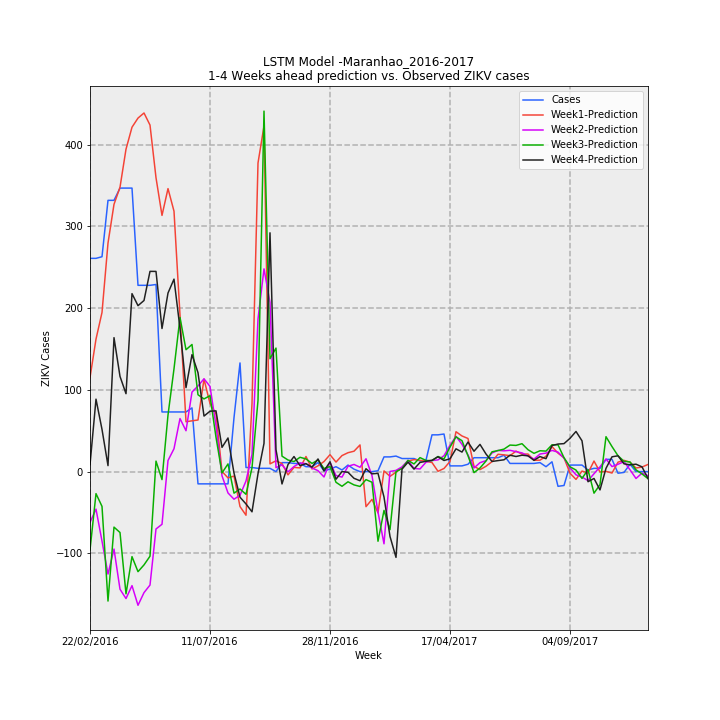 LSTM Model -Maranhao_2016-2017
1-4 Weeks ahead prediction vs. Observed ZIKV cases
Cases
Week1-Prediction
Week2-Prediction
Week3-Prediction
Week4-Prediction
400
300
200
100
0
−100
ZIKV Cases
22/02/2016
11/07/2016
28/11/2016
17/04/2017
04/09/2017
Week